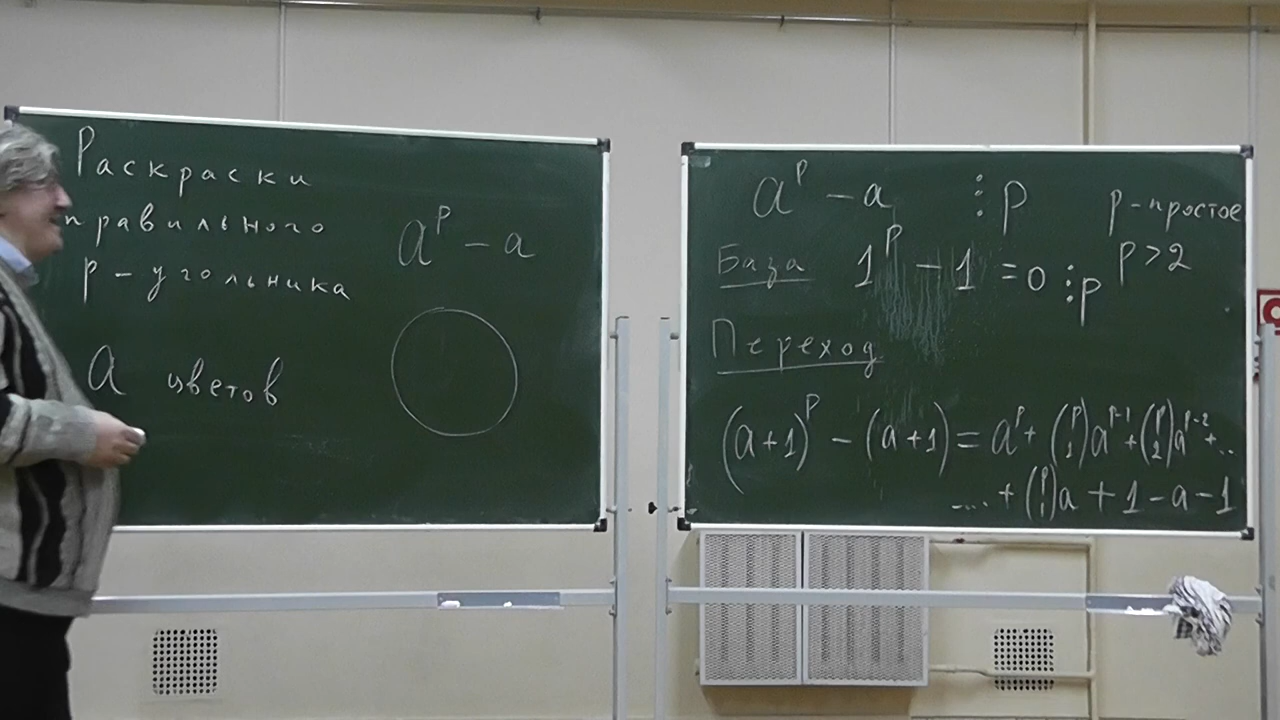 Раскраски
правильного
p - угольника
a цветов
a^p - a
a^p - a ⋮ p p - простое
p > 2
База 1^p - 1 = 0 ⋮ p
Переход
(a+1)^p - (a+1) = a^p + (p 1)a^{p-1} + (p 2)a^{p-2} + ..
.... + (p 1)a + 1 - a - 1